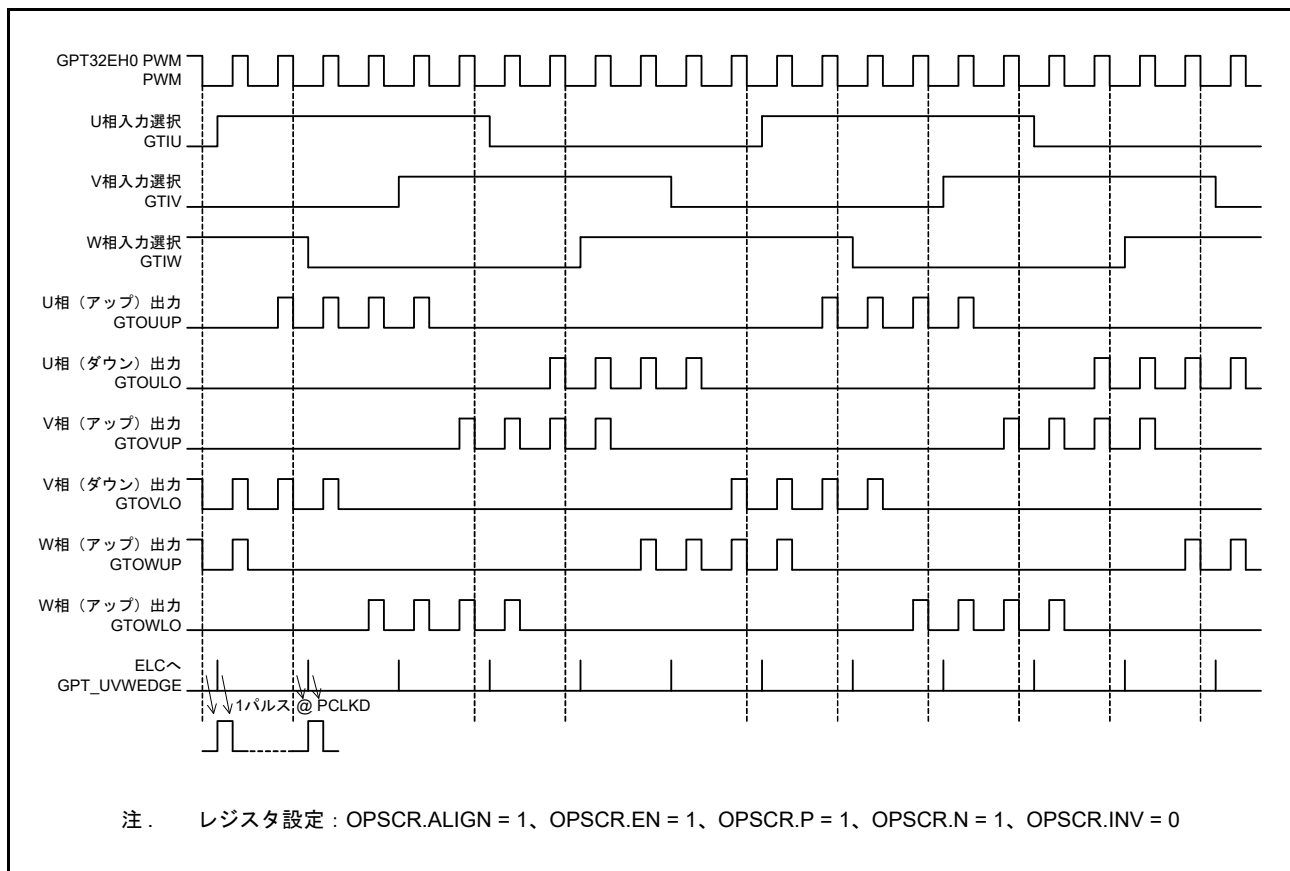 GPT32EH0 PWM
PWM
U相入力選択
GTIU
V相入力選択
GTIV
W相入力選択
GTIW
U相（アップ）出力
GTOUUP
U相（ダウン）出力
GTOULO
V相（アップ）出力
GTOVUP
V相（ダウン）出力
GTOVLO
W相（アップ）出力
GTOWUP
W相（アップ）出力
GTOWLO
ELCへ
GPT_UVWEDGE
1パルス @ PCLKD
注 . レジスタ設定 : OPSCR.ALIGN = 1、OPSCR.EN = 1、OPSCR.P = 1、OPSCR.N = 1、OPSCR.INV = 0